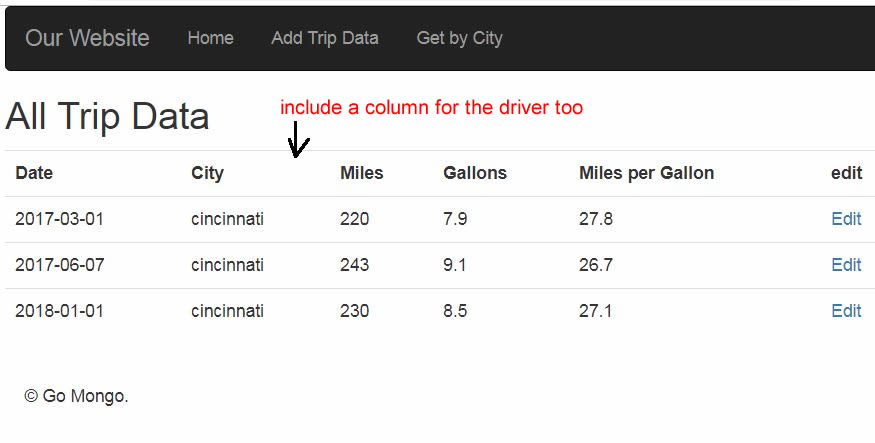 Our Website Home Add Trip Data Get by City
include a column for the driver too
All Trip Data
Date City Miles Gallons Miles per Gallon edit
2017-03-01 cincinnati 220 7.9 27.8 Edit
2017-06-07 cincinnati 243 9.1 26.7 Edit
2018-01-01 cincinnati 230 8.5 27.1 Edit
© Go Mongo.